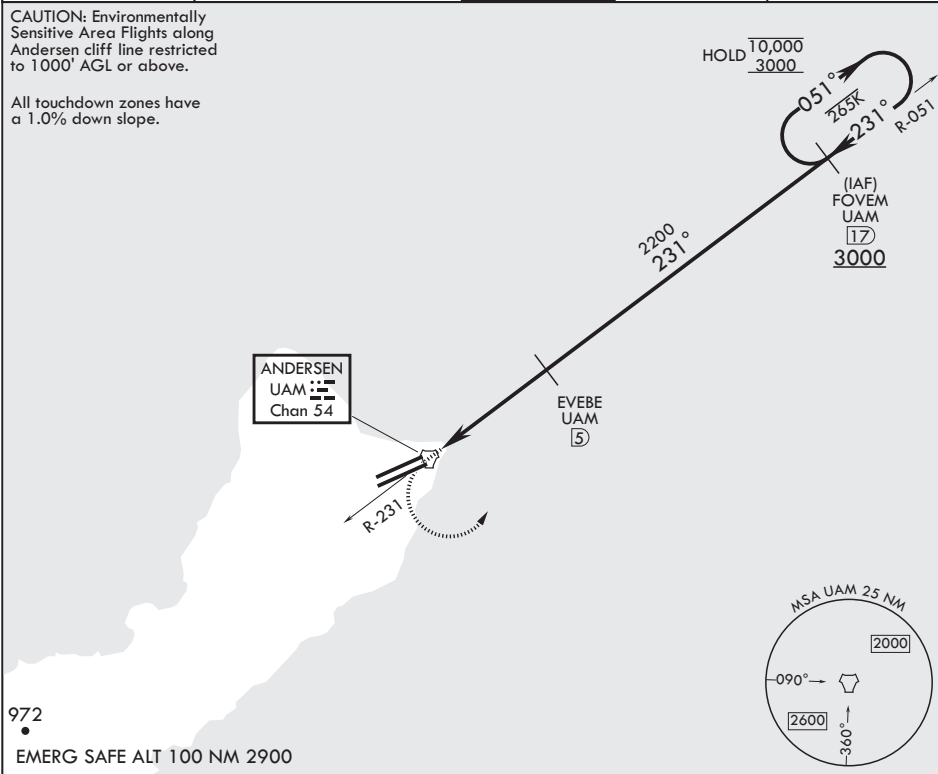 CAUTION: Environmentally
Sensitive Area Flights along
Andersen cliff line restricted
to 1000' AGL or above.
All touchdown zones have
a 1.0% down slope.
HOLD 10,000
3000
051°
265K
231°
R-051
(IAF)
FOVEM
UAM
17
3000
2200
231°
ANDERSEN
UAM
Chan 54
EVEBE
UAM
5
R-231
MSA UAM 25 NM
2000
090°
2600
360°
972
EMERG SAFE ALT 100 NM 2900